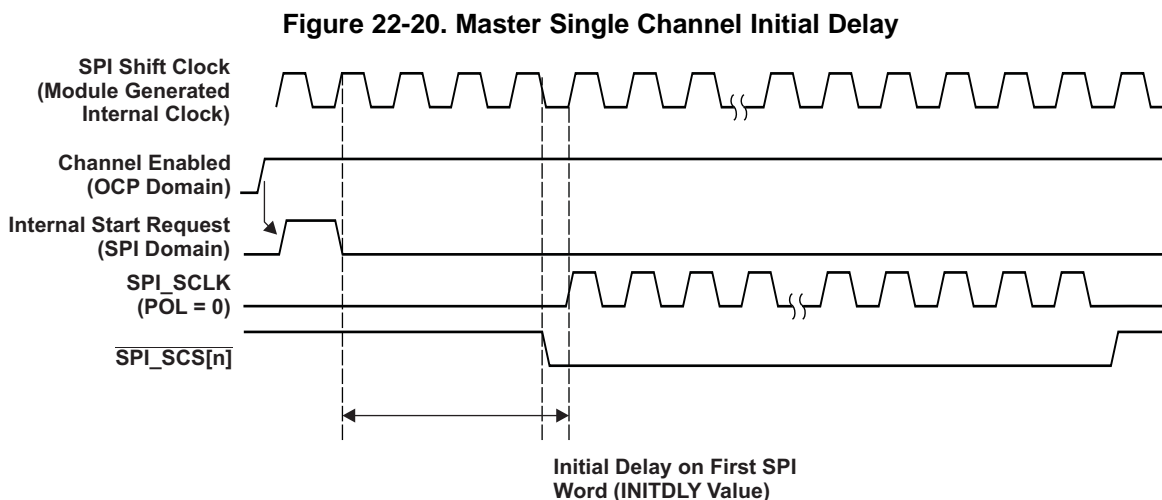 Figure 22-20. Master Single Channel Initial Delay
SPI Shift Clock
(Module Generated
Internal Clock)
Channel Enabled
(OCP Domain)
Internal Start Request
(SPI Domain)
SPI_SCLK
(POL = 0)
SPI_SCS[n]
Initial Delay on First SPI
Word (INITDLY Value)